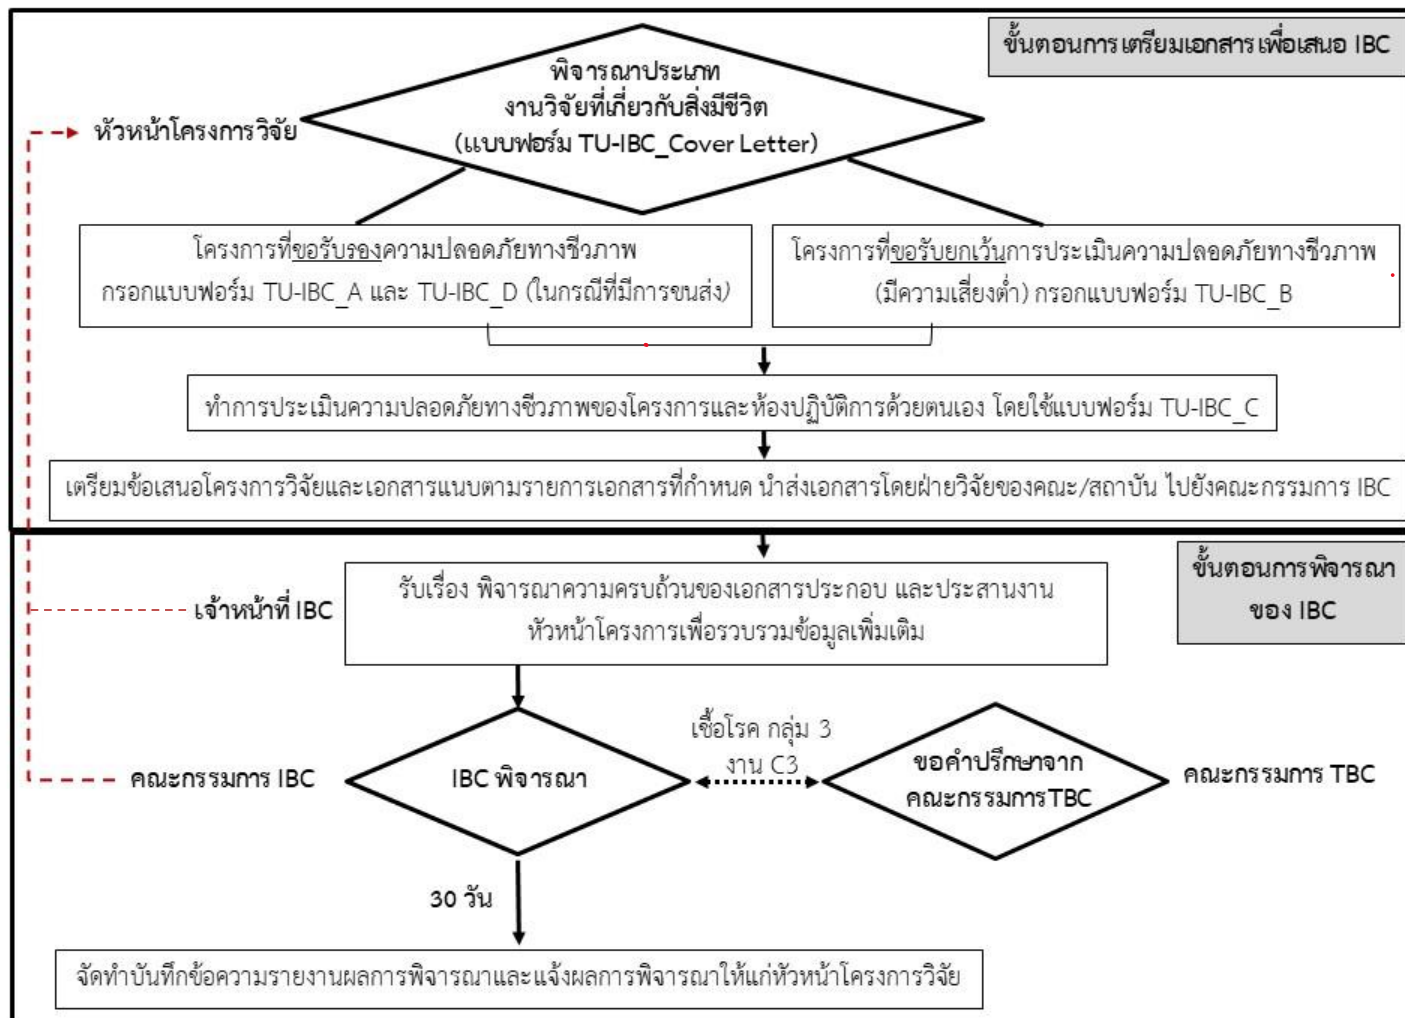 ขั้นตอนการเตรียมเอกสารเพื่อเสนอ IBC
พิจารณาประเภท
งานวิจัยที่เกี่ยวกับสิ่งมีชีวิต
(แบบฟอร์ม TU-IBC_Cover Letter)
หัวหน้าโครงการวิจัย
โครงการที่ขอรับรองความปลอดภัยทางชีวภาพ
กรอกแบบฟอร์ม TU-IBC_A และ TU-IBC_D (ในกรณีที่มีการขนส่ง)
โครงการที่ขอรับยกเว้นการประเมินความปลอดภัยทางชีวภาพ
(มีความเสี่ยงต่ำ) กรอกแบบฟอร์ม TU-IBC_B
ทำการประเมินความปลอดภัยทางชีวภาพของโครงการและห้องปฏิบัติการด้วยตนเอง โดยใช้แบบฟอร์ม TU-IBC_C
เตรียมข้อเสนอโครงการวิจัยและเอกสารแนบตามรายการเอกสารที่กำหนด นำส่งเอกสารโดยฝ่ายวิจัยของคณะ/สถาบัน ไปยังคณะกรรมการ IBC
ขั้นตอนการพิจารณา
ของ IBC
เจ้าหน้าที่ IBC
รับเรื่อง พิจารณาความครบถ้วนของเอกสารประกอบ และประสานงาน
หัวหน้าโครงการเพื่อรวบรวมข้อมูลเพิ่มเติม
คณะกรรมการ IBC
IBC พิจารณา
เชื้อโรค กลุ่ม 3
งาน C3
ขอคำปรึกษาจาก
คณะกรรมการTBC
คณะกรรมการ TBC
30 วัน
จัดทำบันทึกข้อความรายงานผลการพิจารณาและแจ้งผลการพิจารณาให้แก่หัวหน้าโครงการวิจัย